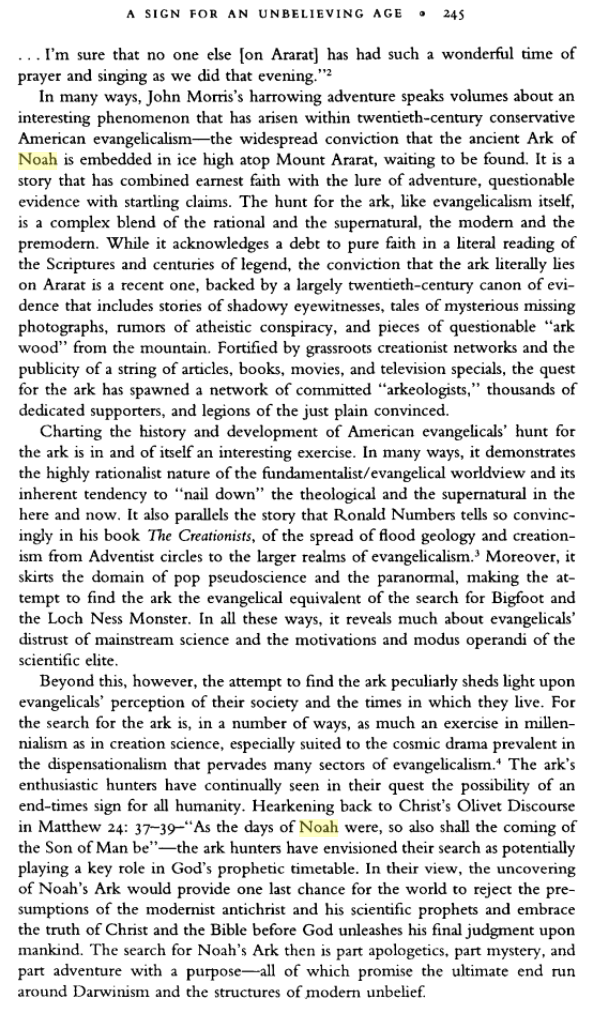 A SIGN FOR AN UNBELIEVING AGE • 245
. . . I'm sure that no one else [on Ararat] has had such a wonderful time of
prayer and singing as we did that evening."²
In many ways, John Morris's harrowing adventure speaks volumes about an
interesting phenomenon that has arisen within twentieth-century conservative
American evangelicalism—the widespread conviction that the ancient Ark of
Noah is embedded in ice high atop Mount Ararat, waiting to be found. It is a
story that has combined earnest faith with the lure of adventure, questionable
evidence with startling claims. The hunt for the ark, like evangelicalism itself,
is a complex blend of the rational and the supernatural, the modern and the
premodern. While it acknowledges a debt to pure faith in a literal reading of
the Scriptures and centuries of legend, the conviction that the ark literally lies
on Ararat is a recent one, backed by a largely twentieth-century canon of evi-
dence that includes stories of shadowy eyewitnesses, tales of mysterious missing
photographs, rumors of atheistic conspiracy, and pieces of questionable "ark
wood" from the mountain. Fortified by grassroots creationist networks and the
publicity of a string of articles, books, movies, and television specials, the quest
for the ark has spawned a network of committed "arkeologists," thousands of
dedicated supporters, and legions of the just plain convinced.
Charting the history and development of American evangelicals' hunt for
the ark is in and of itself an interesting exercise. In many ways, it demonstrates
the highly rationalist nature of the fundamentalist/evangelical worldview and its
inherent tendency to "nail down" the theological and the supernatural in the
here and now. It also parallels the story that Ronald Numbers tells so convinc-
ingly in his book The Creationists, of the spread of flood geology and creation-
ism from Adventist circles to the larger realms of evangelicalism.³ Moreover, it
skirts the domain of pop pseudoscience and the paranormal, making the at-
tempt to find the ark the evangelical equivalent of the search for Bigfoot and
the Loch Ness Monster. In all these ways, it reveals much about evangelicals'
distrust of mainstream science and the motivations and modus operandi of the
scientific elite.
Beyond this, however, the attempt to find the ark peculiarly sheds light upon
evangelicals' perception of their society and the times in which they live. For
the search for the ark is, in a number of ways, as much an exercise in millen-
nialism as in creation science, especially suited to the cosmic drama prevalent in
the dispensationalism that pervades many sectors of evangelicalism.⁴ The ark's
enthusiastic hunters have continually seen in their quest the possibility of an
end-times sign for all humanity. Hearkening back to Christ's Olivet Discourse
in Matthew 24: 37–39–"As the days of Noah were, so also shall the coming of
the Son of Man be"—the ark hunters have envisioned their search as potentially
playing a key role in God's prophetic timetable. In their view, the uncovering
of Noah's Ark would provide one last chance for the world to reject the pre-
sumptions of the modernist antichrist and his scientific prophets and embrace
the truth of Christ and the Bible before God unleashes his final judgment upon
mankind. The search for Noah's Ark then is part apologetics, part mystery, and
part adventure with a purpose—all of which promise the ultimate end run
around Darwinism and the structures of modern unbelief.